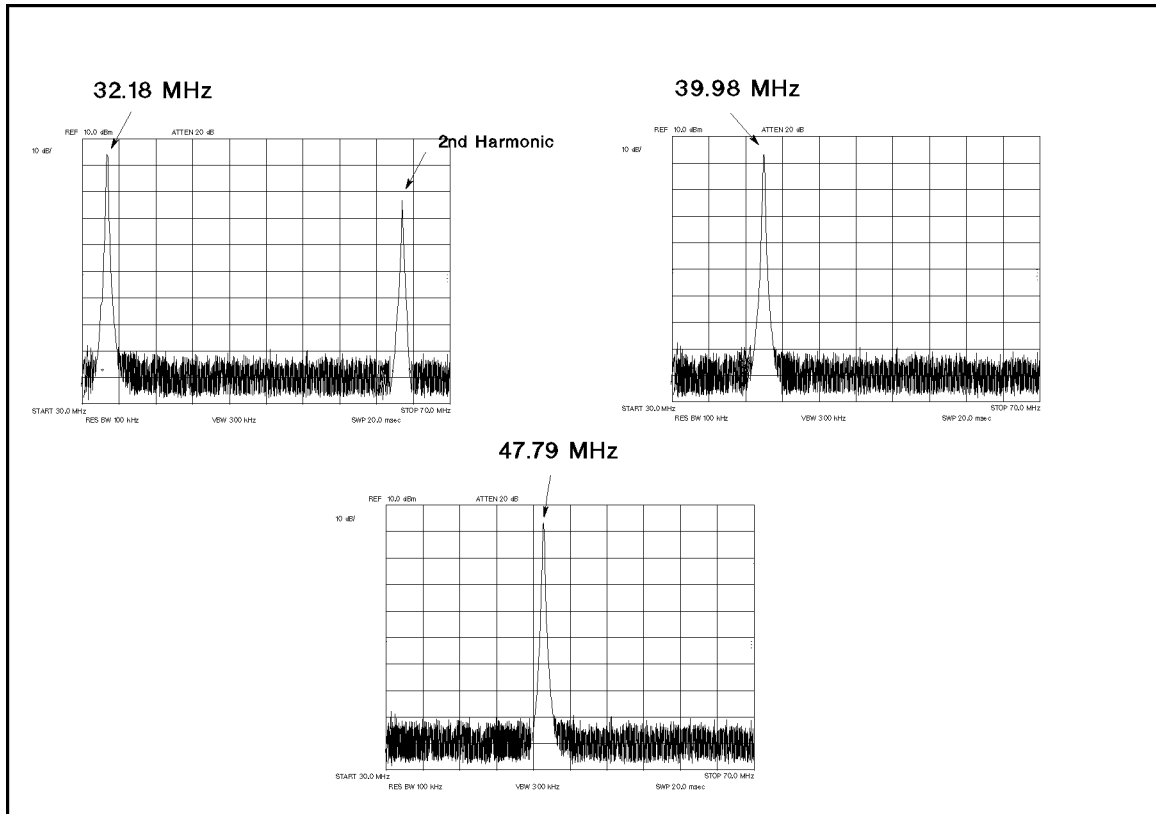 32.18 MHz
REF 10.0 dBm ATTEN 20 dB
10 dB/
2nd Harmonic
START 30.0 MHz STOP 70.0 MHz
RES BW 100 kHz VBW 300 kHz SWP 20.0 msec
39.98 MHz
REF 10.0 dBm ATTEN 20 dB
10 dB/
START 30.0 MHz STOP 70.0 MHz
RES BW 100 kHz VBW 300 kHz SWP 20.0 msec
47.79 MHz
REF 10.0 dBm ATTEN 20 dB
10 dB/
START 30.0 MHz STOP 70.0 MHz
RES BW 100 kHz VBW 300 kHz SWP 20.0 msec